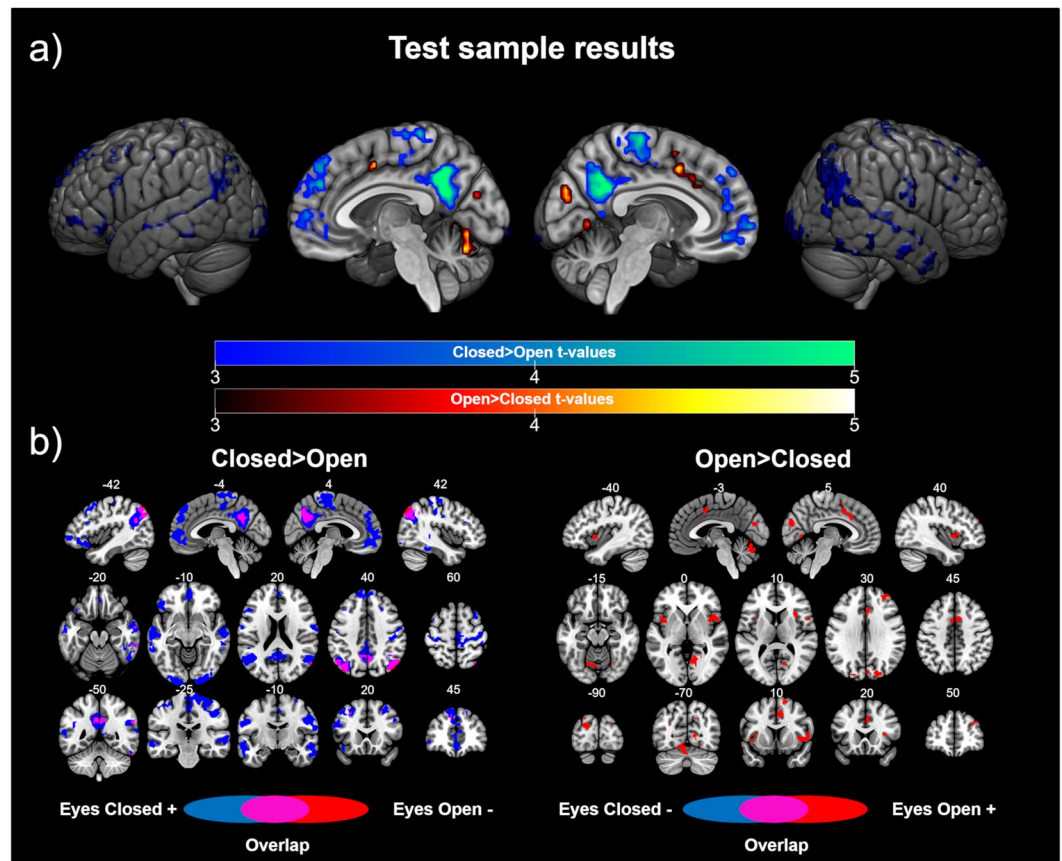 a)
Test sample results
Closed>Open t-values
3 4 5
Open>Closed t-values
3 4 5
b)
Closed>Open
-42 -4 4 42
-20 -10 20 40 60
-50 -25 -10 20 45
Eyes Closed + Eyes Open -
Overlap
Open>Closed
-40 -3 5 40
-15 0 10 30 45
-90 -70 10 20 50
Eyes Closed - Eyes Open +
Overlap